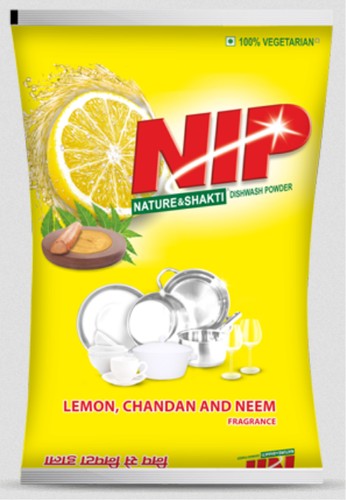 100% VEGETARIAN
NIP
NATURE&SHAKTI
DISHWASH POWDER
LEMON, CHANDAN AND NEEM
FRAGRANCE